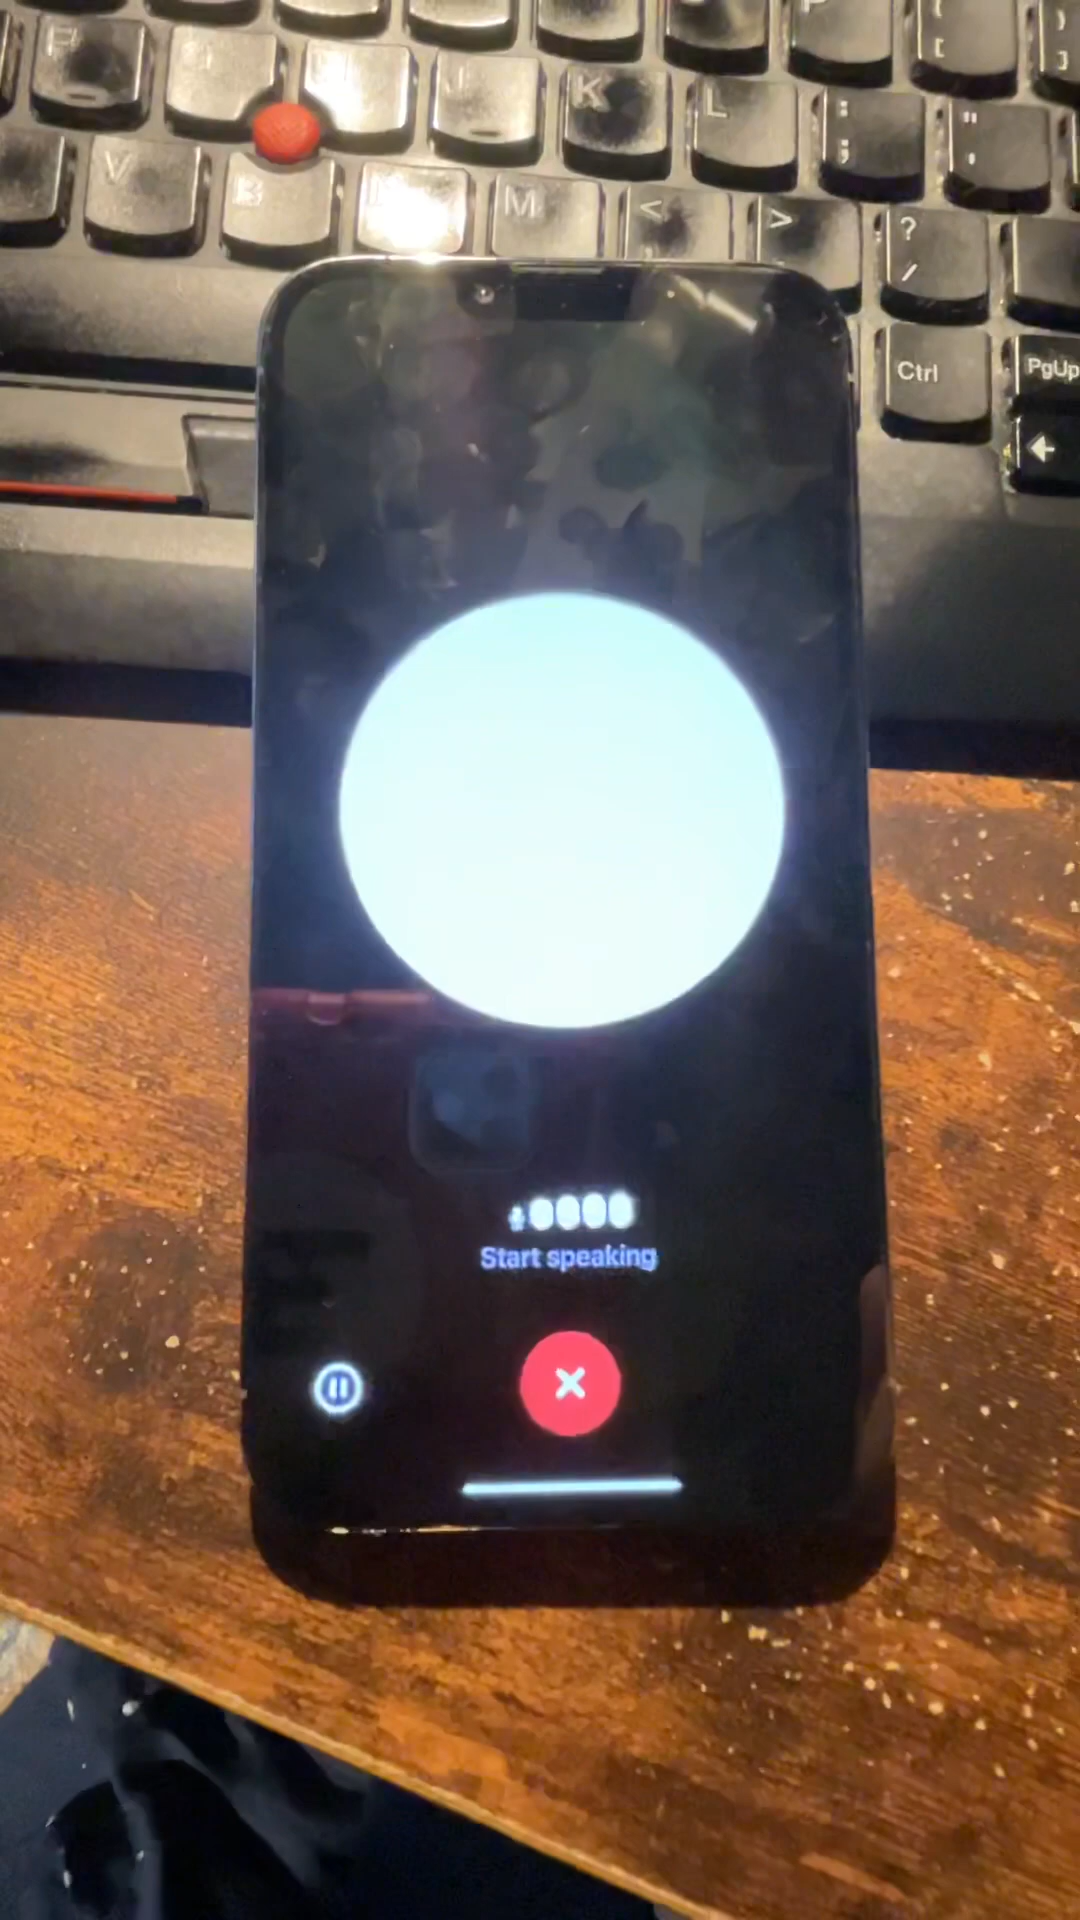 K
L
:
;
"
'
V
B
M
<
,
>
?
/
Ctrl
PgUp
Start speaking